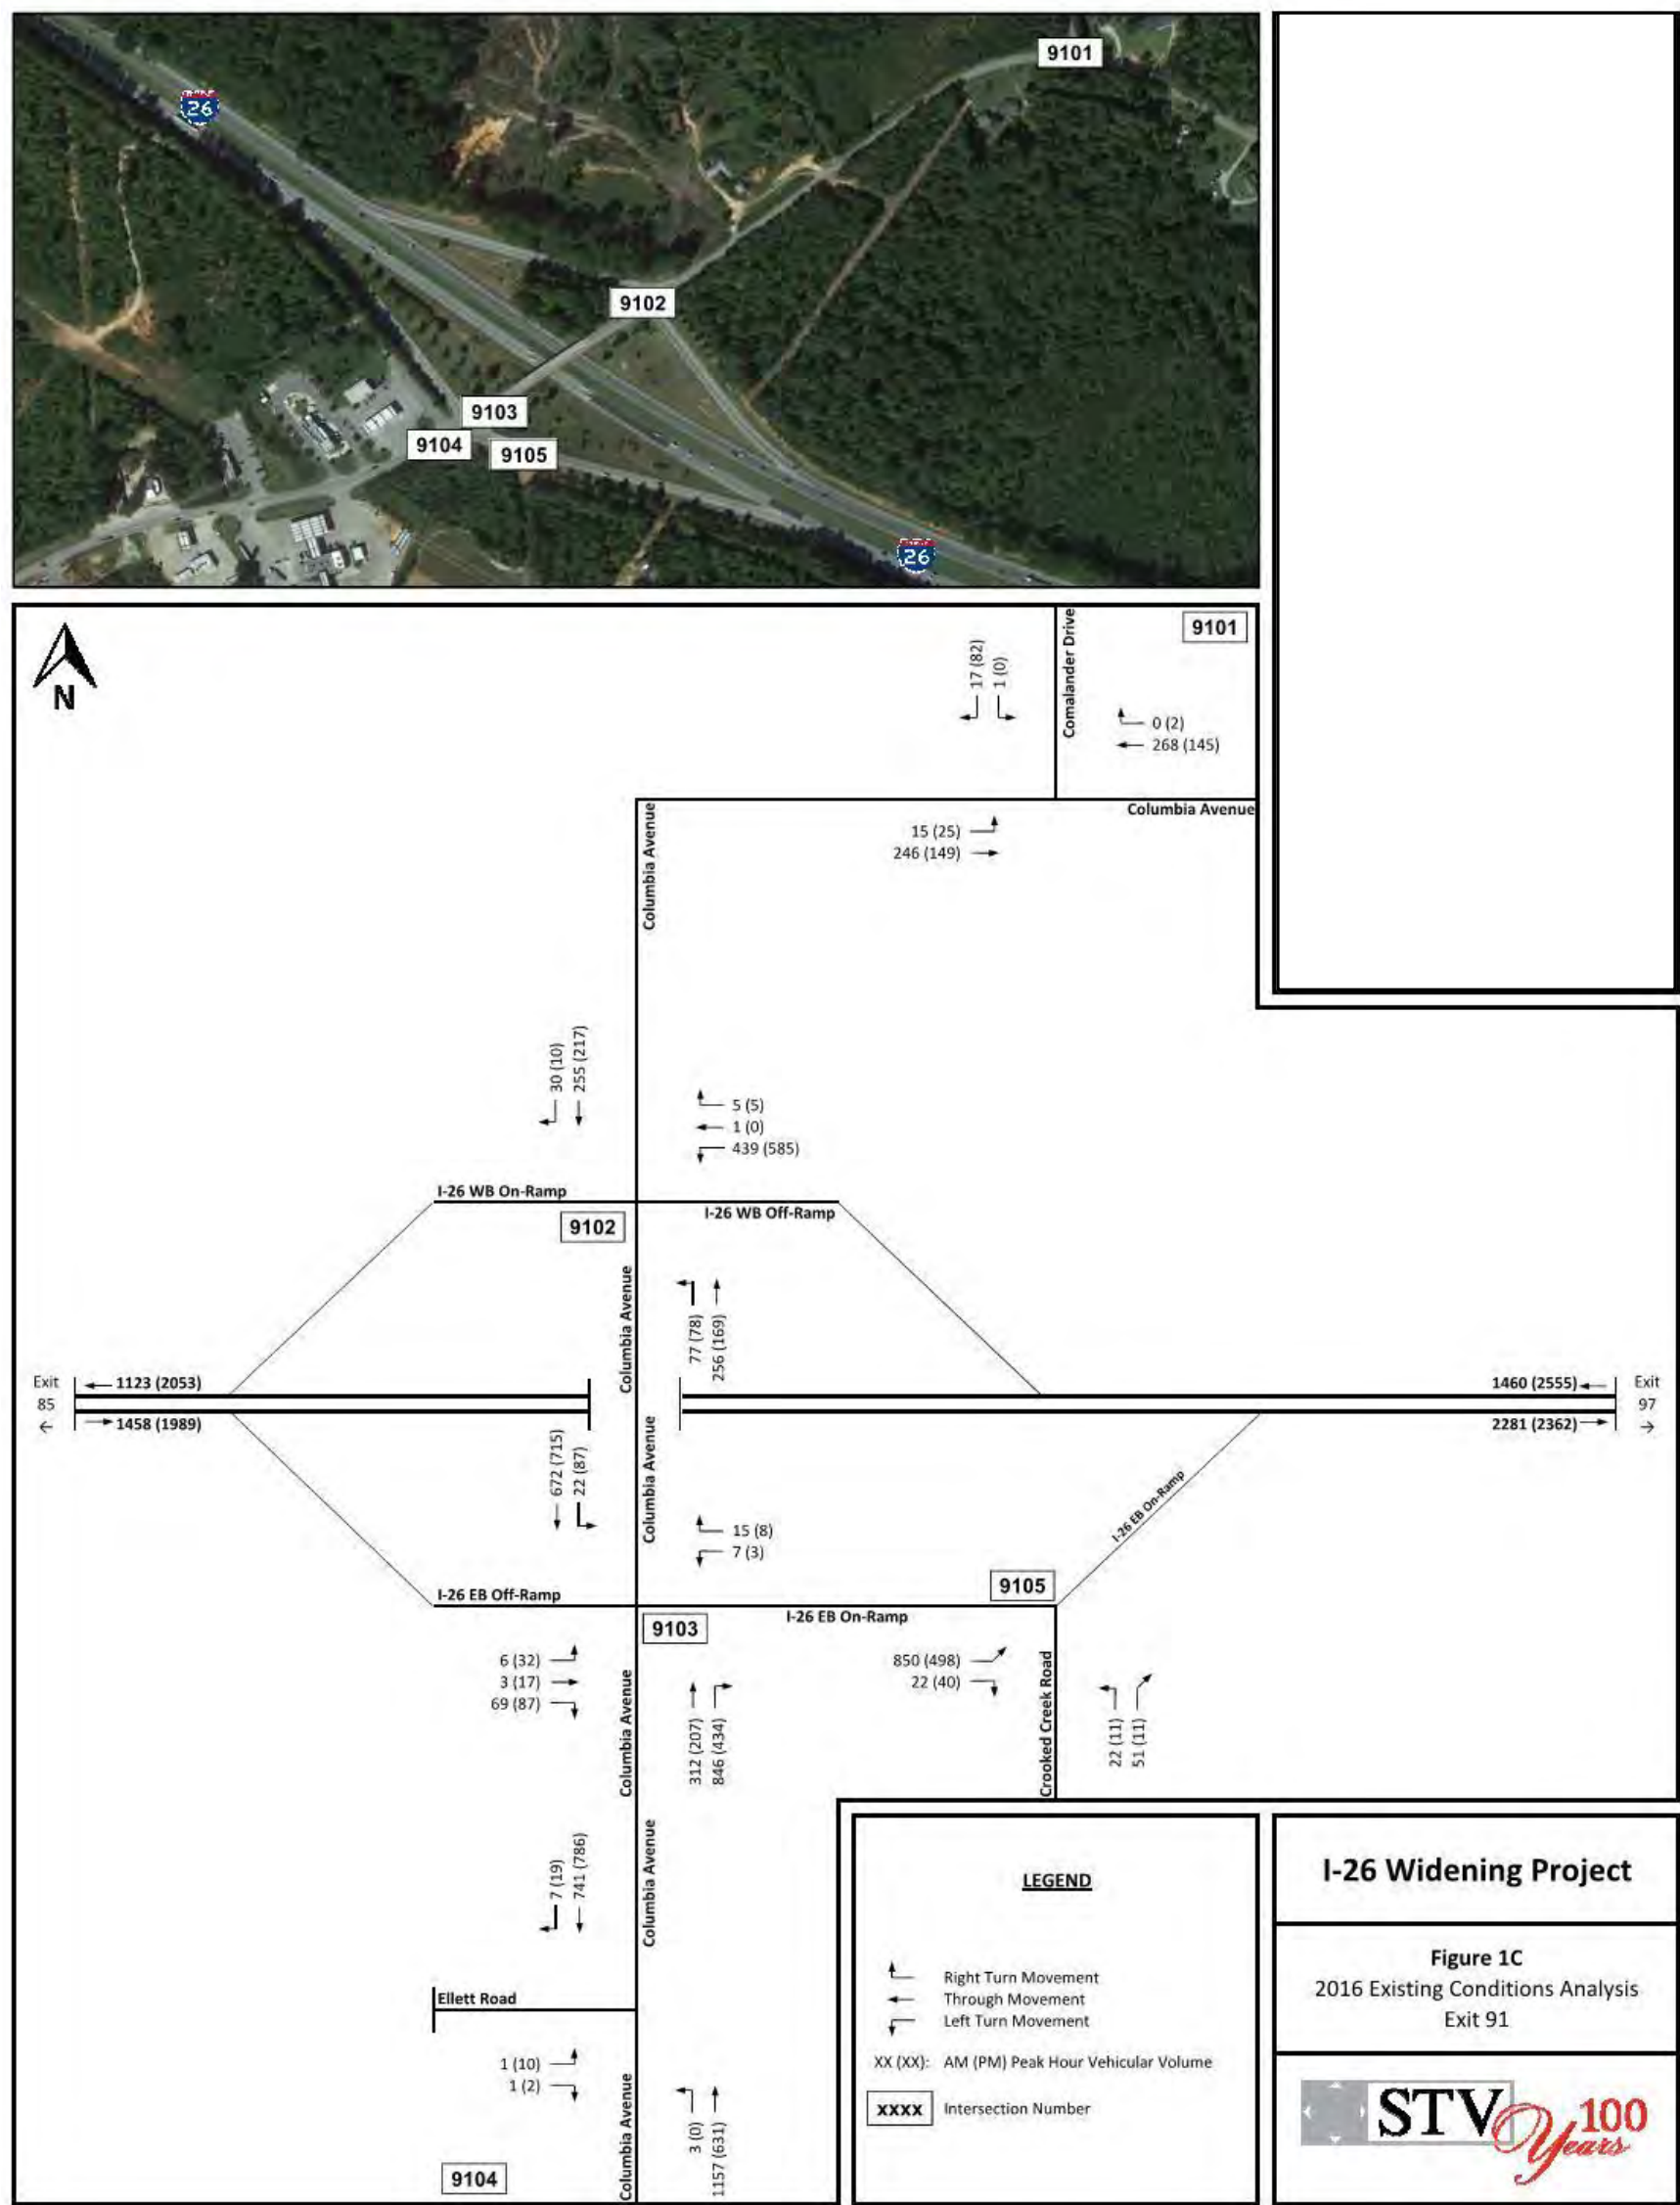 26
9101
9102
9103
9104
9105
26
N
9101
Comalander Drive
17 (82)
1 (0)
0 (2)
268 (145)
Columbia Avenue
15 (25)
246 (149)
Columbia Avenue
30 (10)
255 (217)
5 (5)
1 (0)
439 (585)
I-26 WB On-Ramp
I-26 WB Off-Ramp
9102
Columbia Avenue
77 (78)
256 (169)
Exit
85
←
1123 (2053)
1458 (1989)
1460 (2555)
2281 (2362)
Exit
97
→
672 (715)
22 (87)
Columbia Avenue
15 (8)
7 (3)
I-26 EB On-Ramp
I-26 EB Off-Ramp
9105
I-26 EB On-Ramp
9103
6 (32)
3 (17)
69 (87)
Columbia Avenue
312 (207)
846 (434)
850 (498)
22 (40)
Crooked Creek Road
22 (11)
51 (11)
7 (19)
741 (786)
Columbia Avenue
Ellett Road
1 (10)
1 (2)
Columbia Avenue
3 (0)
1157 (631)
9104
LEGEND
Right Turn Movement
Through Movement
Left Turn Movement
XX (XX): AM (PM) Peak Hour Vehicular Volume
XXXX Intersection Number
I-26 Widening Project
Figure 1C
2016 Existing Conditions Analysis
Exit 91
STV 100
Years